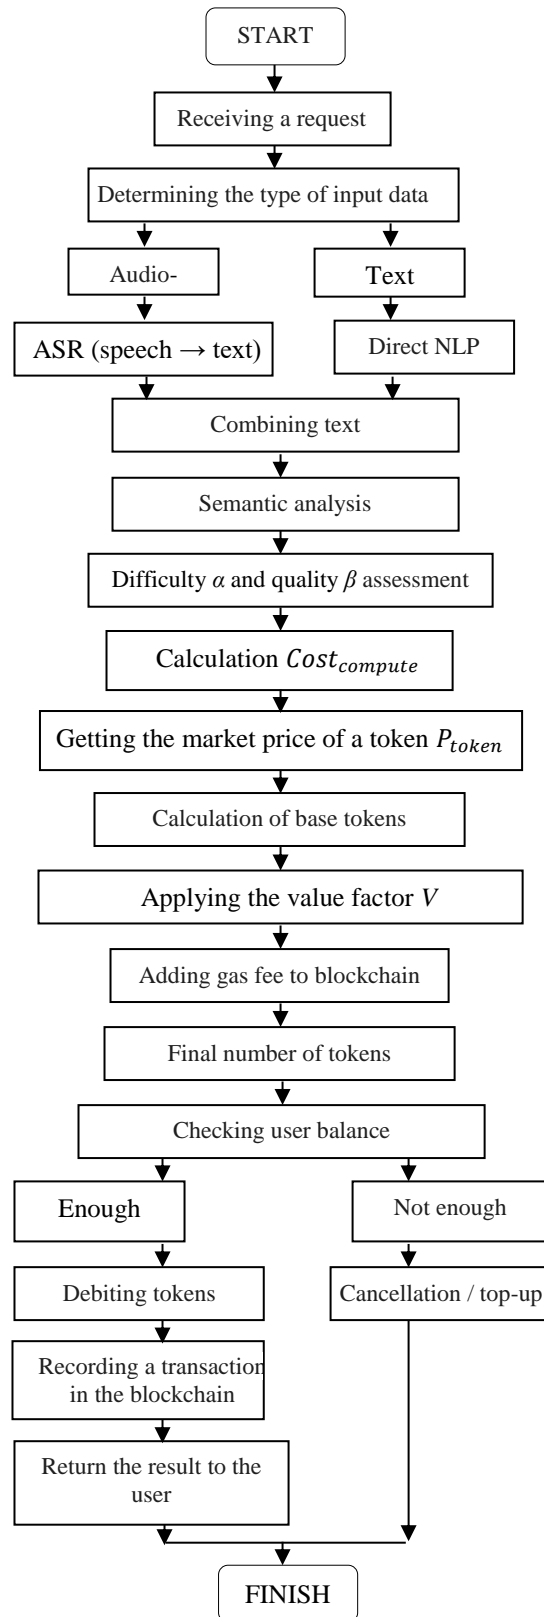 START
Receiving a request
Determining the type of input data
Audio-
Text
ASR (speech → text)
Direct NLP
Combining text
Semantic analysis
Difficulty α and quality β assessment
Calculation Cost_compute
Getting the market price of a token P_token
Calculation of base tokens
Applying the value factor V
Adding gas fee to blockchain
Final number of tokens
Checking user balance
Enough
Not enough
Debiting tokens
Cancellation / top-up
Recording a transaction
in the blockchain
Return the result to the
user
FINISH